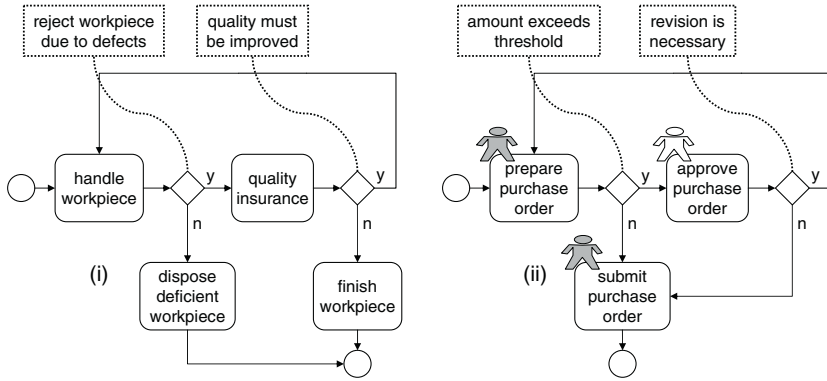 reject workpiece
due to defects
quality must
be improved
handle
workpiece
y
quality
insurance
y
n
n
(i)
dispose
deficient
workpiece
finish
workpiece
amount exceeds
threshold
revision is
necessary
prepare
purchase
order
y
approve
purchase
order
y
n
n
(ii)
submit
purchase
order